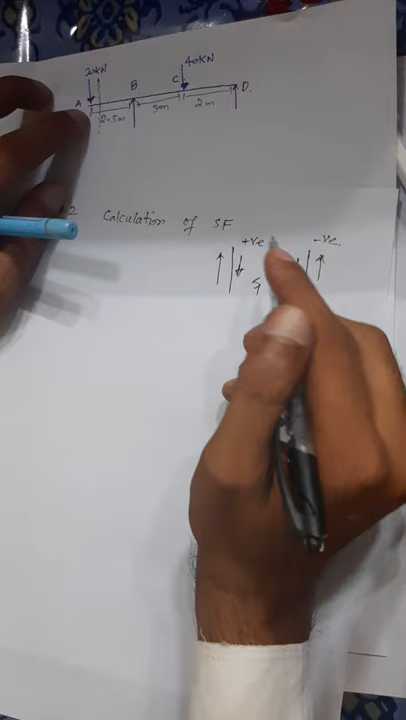 20kN
40kN
A
B
C
D.
2.5m
5m
2m
Calculation of SF
+ve
-ve.